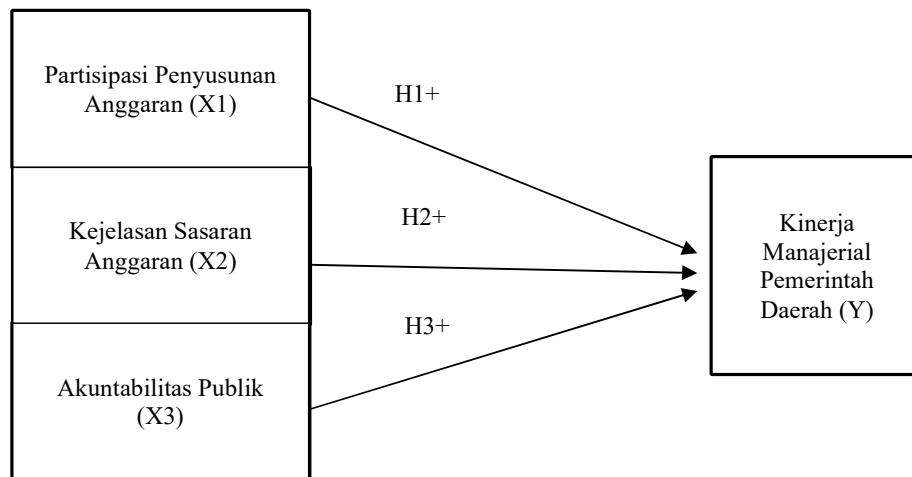 Partisipasi Penyusunan
Anggaran (X1)
H1+
Kejelasan Sasaran
Anggaran (X2)
H2+
Akuntabilitas Publik
(X3)
H3+
Kinerja
Manajerial
Pemerintah
Daerah (Y)